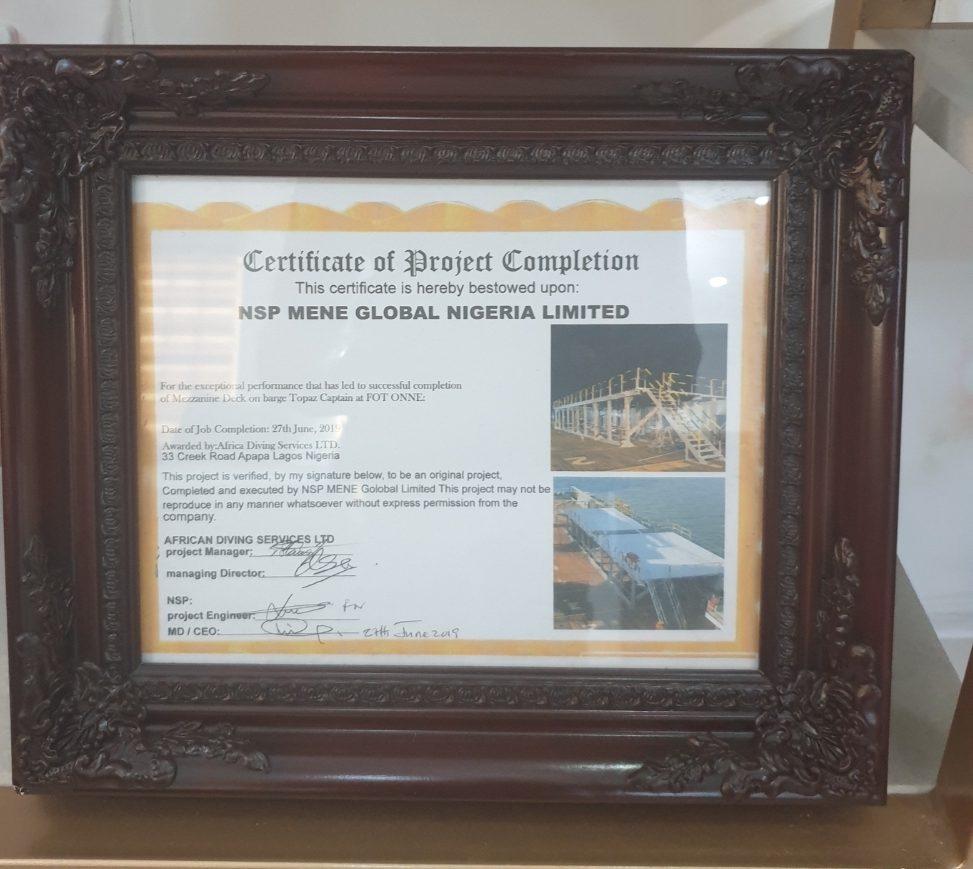 Certificate of Project Completion
This certificate is hereby bestowed upon:
NSP MENE GLOBAL NIGERIA LIMITED
For the exceptional performance that has led to successful completion
of Mezzanine Deck on barge Topaz Captain at FOT ONNE:
Date of Job Completion: 27th June, 2019
Awarded by:Africa Diving Services LTD.
33 Creek Road Apapa Lagos Nigeria
This project is verified, by my signature below, to be an original project,
Completed and executed by NSP MENE Golobal Limited This project may not be
reproduce in any manner whatsoever without express permission from the
company.
AFRICAN DIVING SERVICES LTD
project Manager:
managing Director:
NSP:
project Engineer:
MD / CEO: 27th June 2019